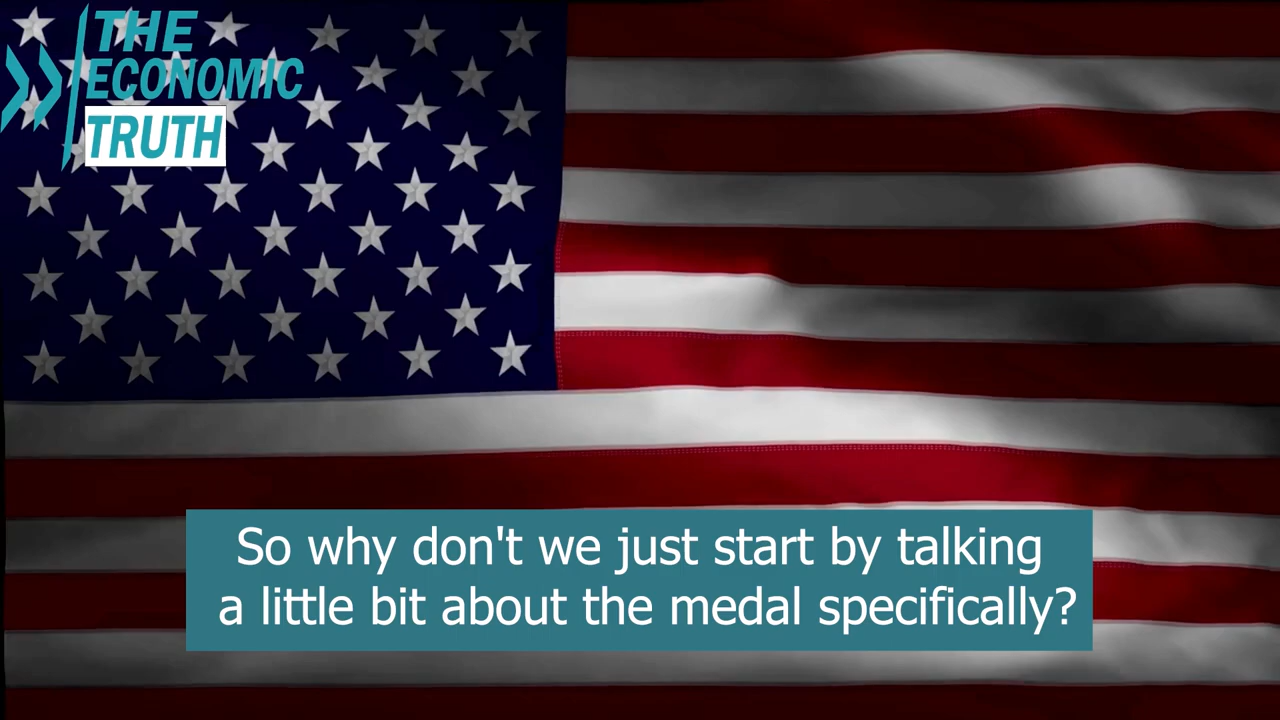 THE
ECONOMIC
TRUTH
So why don't we just start by talking
a little bit about the medal specifically?